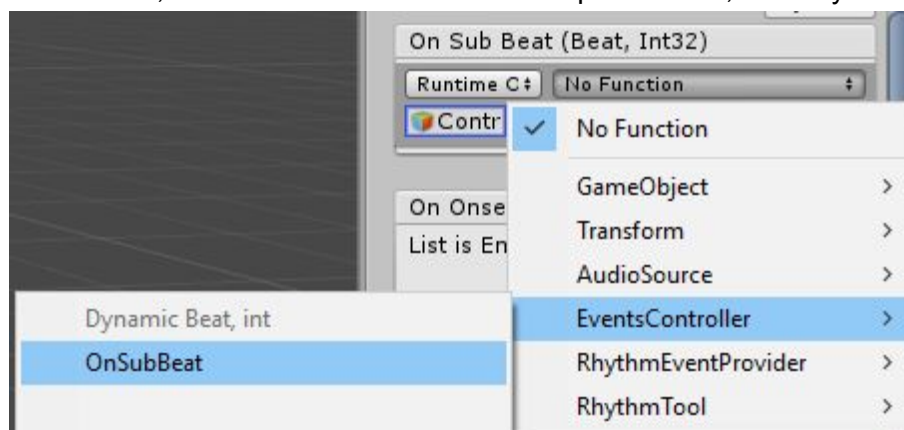 On Sub Beat (Beat, Int32)
Runtime C No Function
Contr
No Function
GameObject
On Onse
Transform
List is En
AudioSource
Dynamic Beat, int
EventsController
OnSubBeat
RhythmEventProvider
RhythmTool